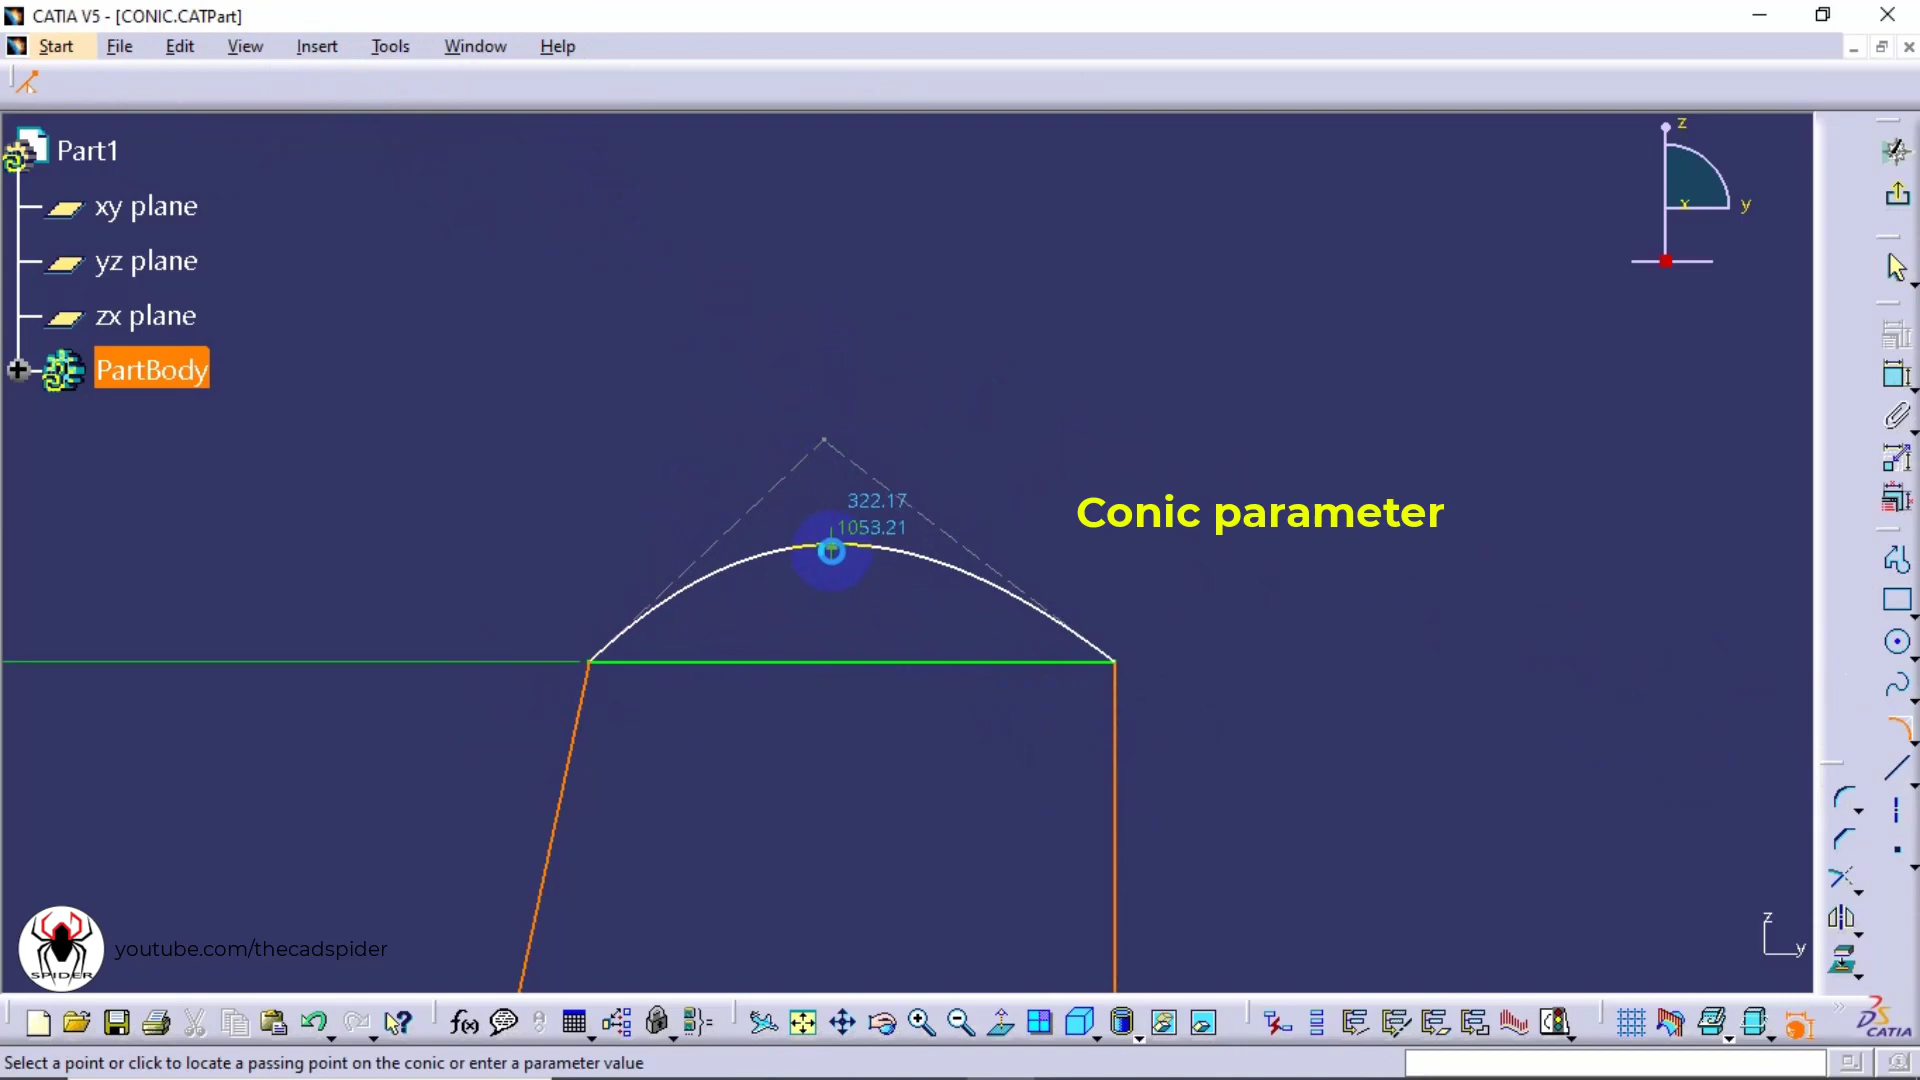 CATIA V5 - [CONIC.CATPart]
Start File Edit View Insert Tools Window Help
Part1
xy plane
yz plane
zx plane
PartBody
z
x
y
322.17
1053.21
Conic parameter
z
y
SPIDER
youtube.com/thecadspider
f(x)
CATIA
Select a point or click to locate a passing point on the conic or enter a parameter value